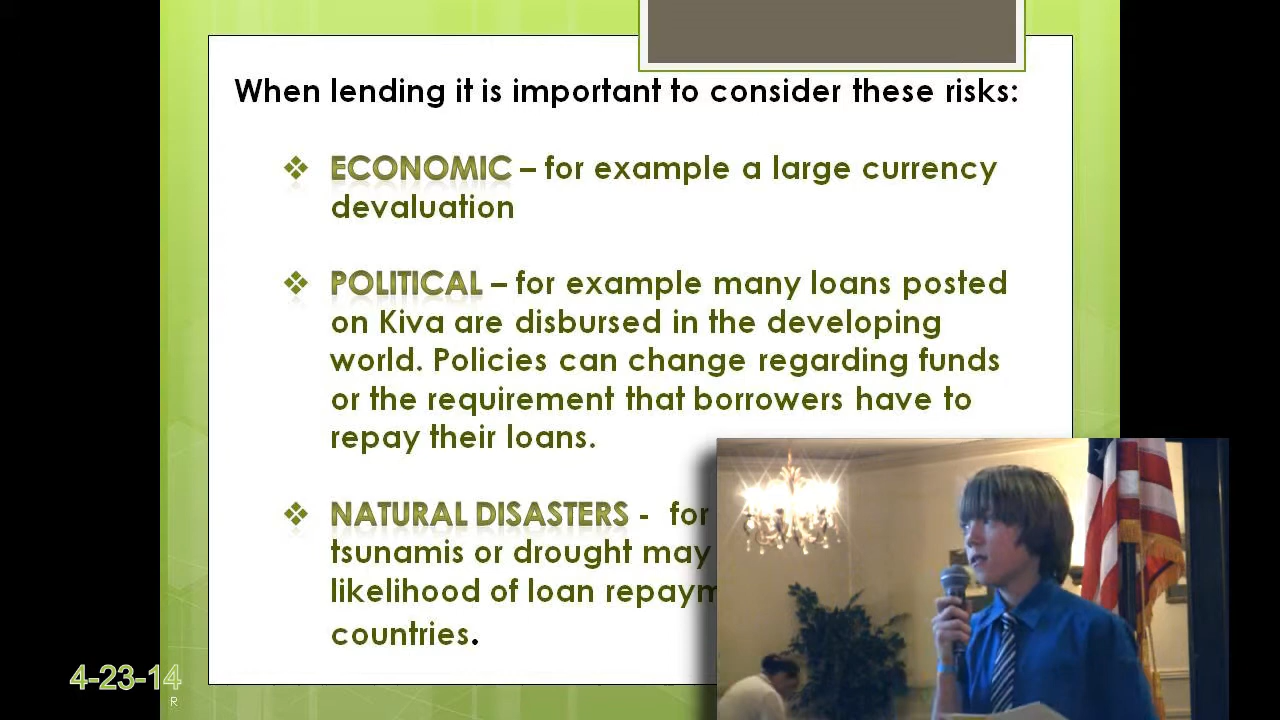 When lending it is important to consider these risks:
❖ ECONOMIC – for example a large currency
devaluation
❖ POLITICAL – for example many loans posted
on Kiva are disbursed in the developing
world. Policies can change regarding funds
or the requirement that borrowers have to
repay their loans.
❖ NATURAL DISASTERS - for
tsunamis or drought may
likelihood of loan
countries.
4-23-14
R